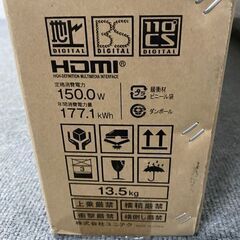 地上 BS 110
CS
DIGITAL DIGITAL DIGITAL
HDMI®
HIGH-DEFINITION MULTIMEDIA INTERFACE
定格消費電力
150.0W
年間消費電力量
177.1kWh
緩衝材
ビニール袋
プラ
ダンボール
13.5kg
上乗厳禁 横積厳禁
衝撃厳禁 横倒し厳禁